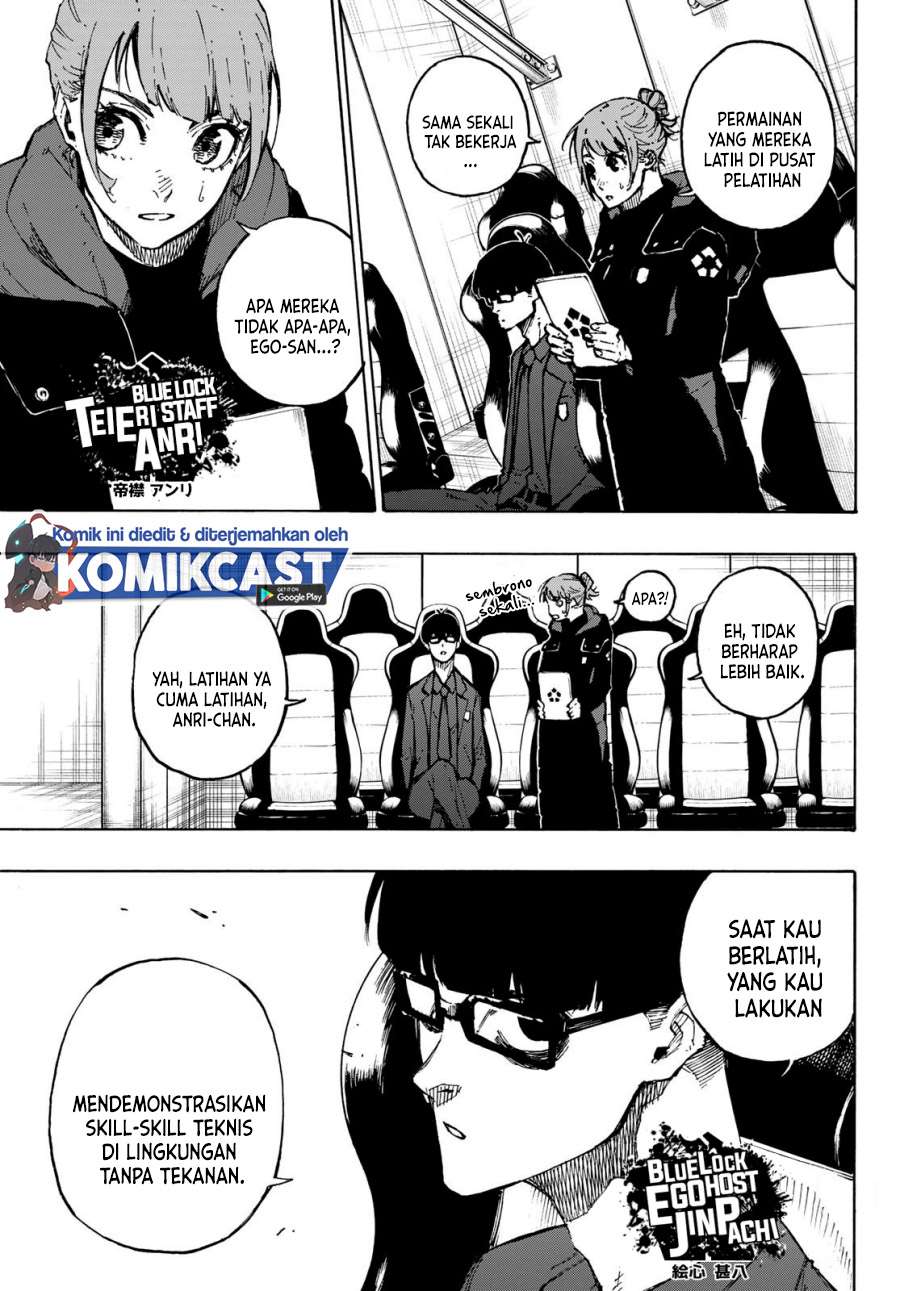 PERMAINAN
YANG MEREKA
LATIH DI PUSAT
PELATIHAN
SAMA SEKALI
TAK BEKERJA
...
APA MEREKA
TIDAK APA-APA,
EGO-SAN...?
BLUE LOCK
TEIERI STAFF
ANRI
帝襟 アンリ
Komik ini diedit & diterjemahkan oleh
KOMIKCAST
GET IT ON
Google Play
EH, TIDAK
BERHARAP
LEBIH BAIK.
APA?!
sembrono
sekali...
YAH, LATIHAN YA
CUMA LATIHAN,
ANRI-CHAN.
SAAT KAU
BERLATIH,
YANG KAU
LAKUKAN
MENDEMONSTRASIKAN
SKILL-SKILL TEKNIS
DI LINGKUNGAN
TANPA TEKANAN.
BLUE LOCK
EGO HOST
JINPACHI
絵心 甚八